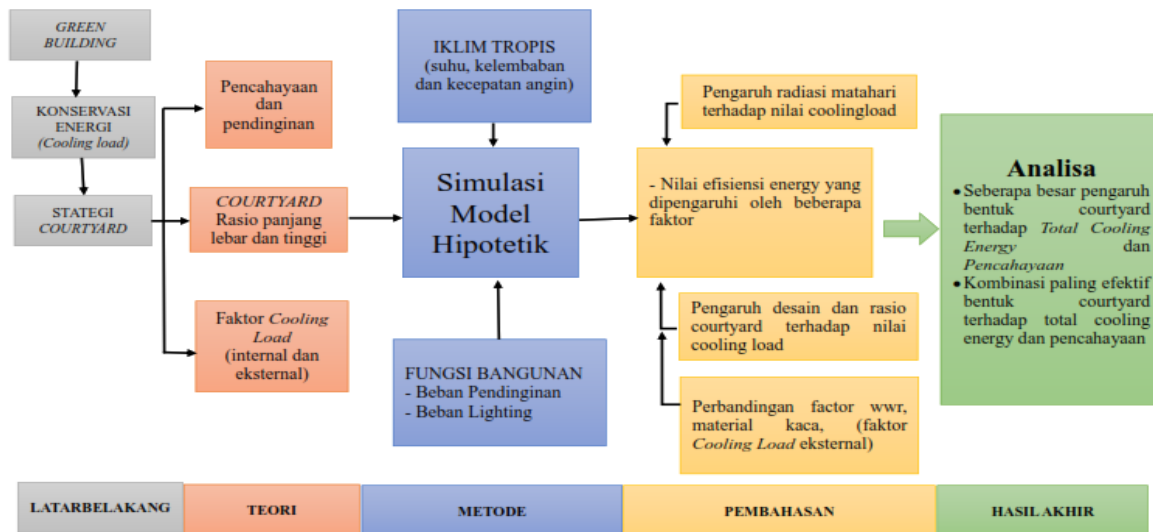 GREEN
BUILDING
KONSERVASI
ENERGI
(Cooling load)
STATEGI
COURTYARD
Pencahayaan
dan
pendinginan
COURTYARD
Rasio panjang
lebar dan tinggi
Faktor Cooling
Load
(internal dan
eksternal)
IKLIM TROPIS
(suhu, kelembaban
dan kecepatan angin)
Simulasi
Model
Hipotetik
FUNGSI BANGUNAN
- Beban Pendinginan
- Beban Lighting
Pengaruh radiasi matahari
terhadap nilai coolingload
- Nilai efisiensi energy yang
dipengaruhi oleh beberapa
faktor
Pengaruh desain dan rasio
courtyard terhadap nilai
cooling load
Perbandingan factor wwr,
material kaca, (faktor
Cooling Load eksternal)
Analisa
• Seberapa besar pengaruh
bentuk courtyard
terhadap Total Cooling
Energy dan
Pencahayaan
• Kombinasi paling efektif
bentuk courtyard
terhadap total cooling
energy dan pencahayaan
LATARBELAKANG
TEORI
METODE
PEMBAHASAN
HASIL AKHIR